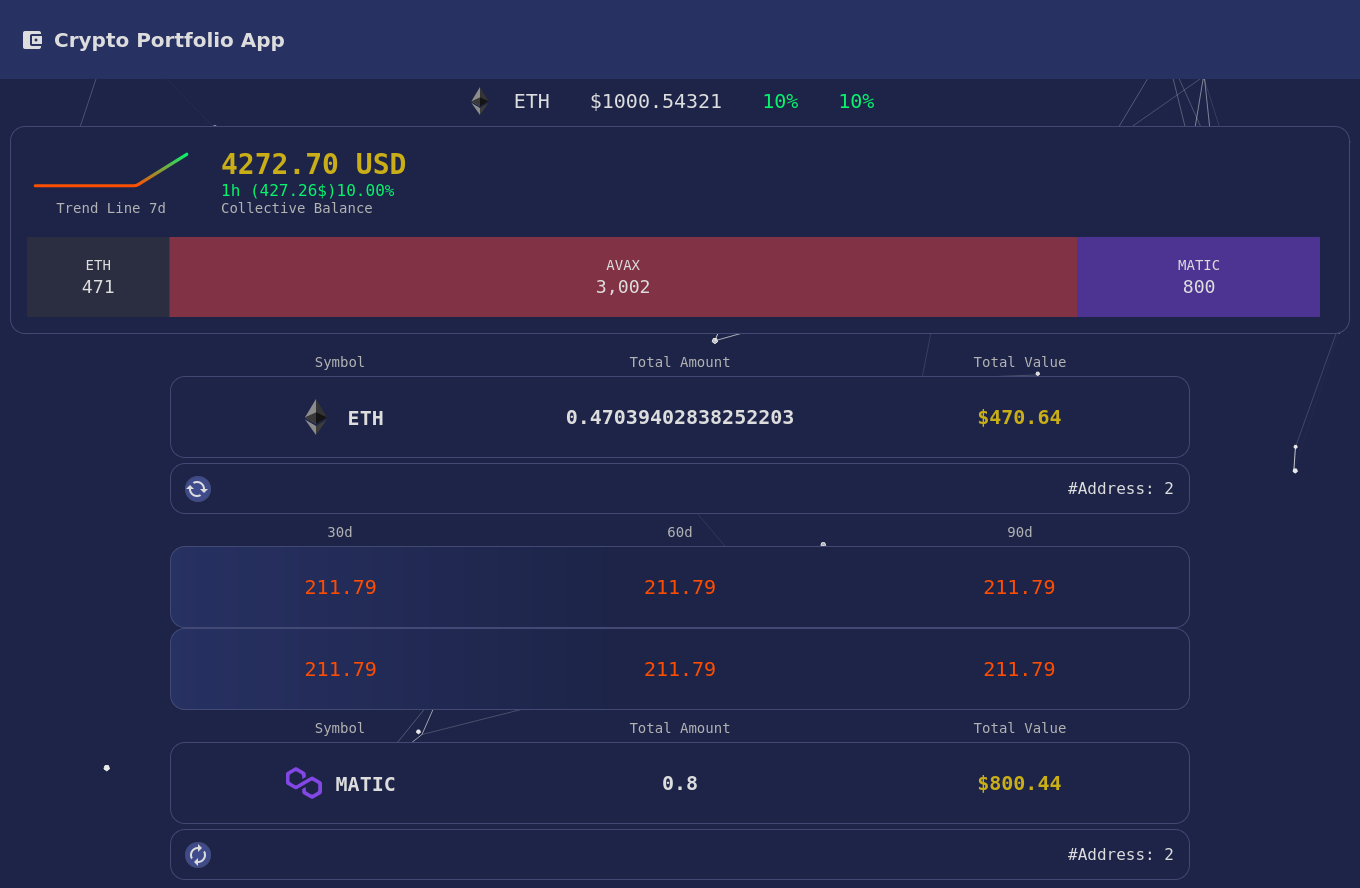 Crypto Portfolio App
ETH $1000.54321 10% 10%
4272.70 USD
1h (427.26$)10.00%
Trend Line 7d Collective Balance
ETH AVAX MATIC
471 3,002 800
Symbol Total Amount Total Value
ETH 0.47039402838252203 $470.64
#Address: 2
30d 60d 90d
211.79 211.79 211.79
211.79 211.79 211.79
Symbol Total Amount Total Value
MATIC 0.8 $800.44
#Address: 2